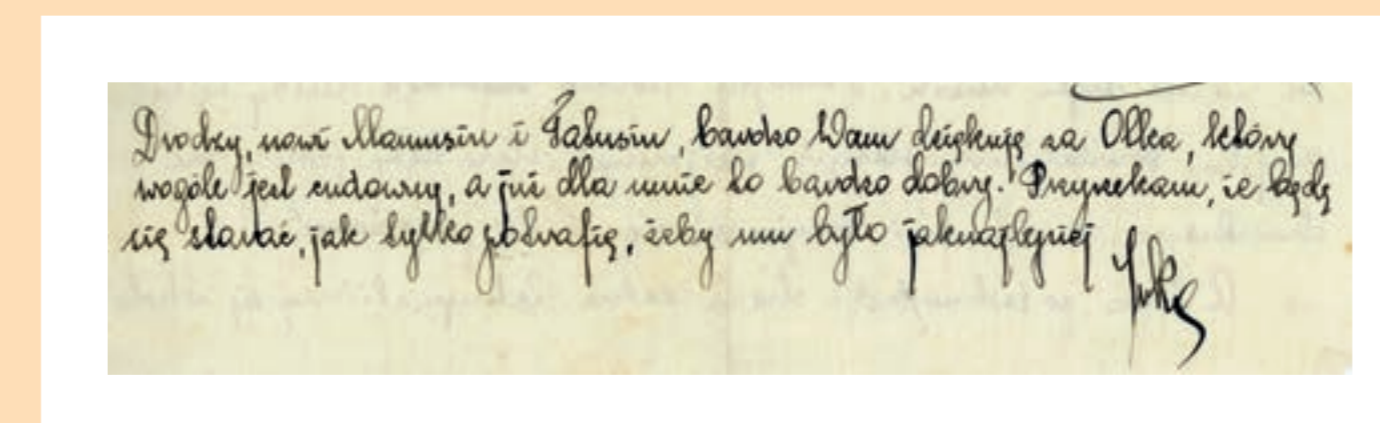 Drodzy, nowi Mamusiu i Tatusiu, bardzo Wam dziękuję za Olka, który
wogóle jest cudowny, a już dla mnie to bardzo dobry. Przyrzekam, że będę
się starać, jak tylko potrafię, żeby mu było jaknajlepiej